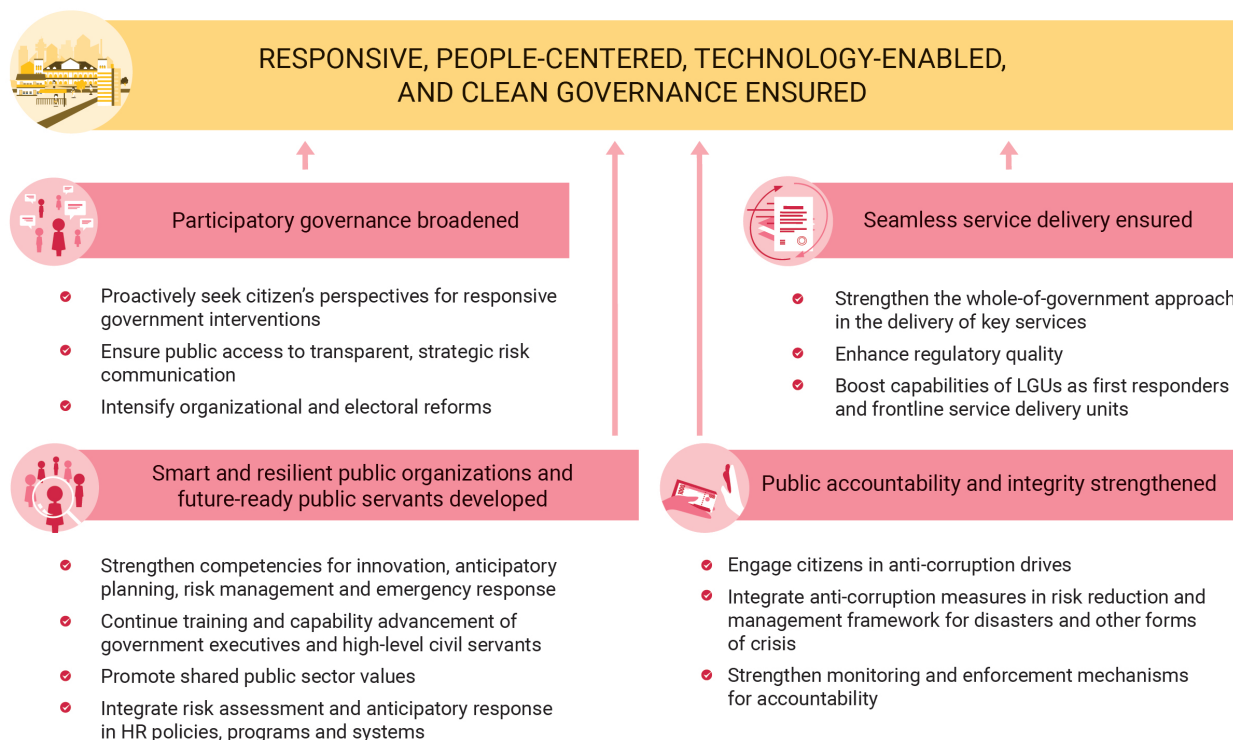 RESPONSIVE, PEOPLE-CENTERED, TECHNOLOGY-ENABLED,
AND CLEAN GOVERNANCE ENSURED
Participatory governance broadened
Proactively seek citizen’s perspectives for responsive
government interventions
Ensure public access to transparent, strategic risk
communication
Intensify organizational and electoral reforms
Seamless service delivery ensured
Strengthen the whole-of-government approach
in the delivery of key services
Enhance regulatory quality
Boost capabilities of LGUs as first responders
and frontline service delivery units
Smart and resilient public organizations and
future-ready public servants developed
Strengthen competencies for innovation, anticipatory
planning, risk management and emergency response
Continue training and capability advancement of
government executives and high-level civil servants
Promote shared public sector values
Integrate risk assessment and anticipatory response
in HR policies, programs and systems
Public accountability and integrity strengthened
Engage citizens in anti-corruption drives
Integrate anti-corruption measures in risk reduction and
management framework for disasters and other forms
of crisis
Strengthen monitoring and enforcement mechanisms
for accountability